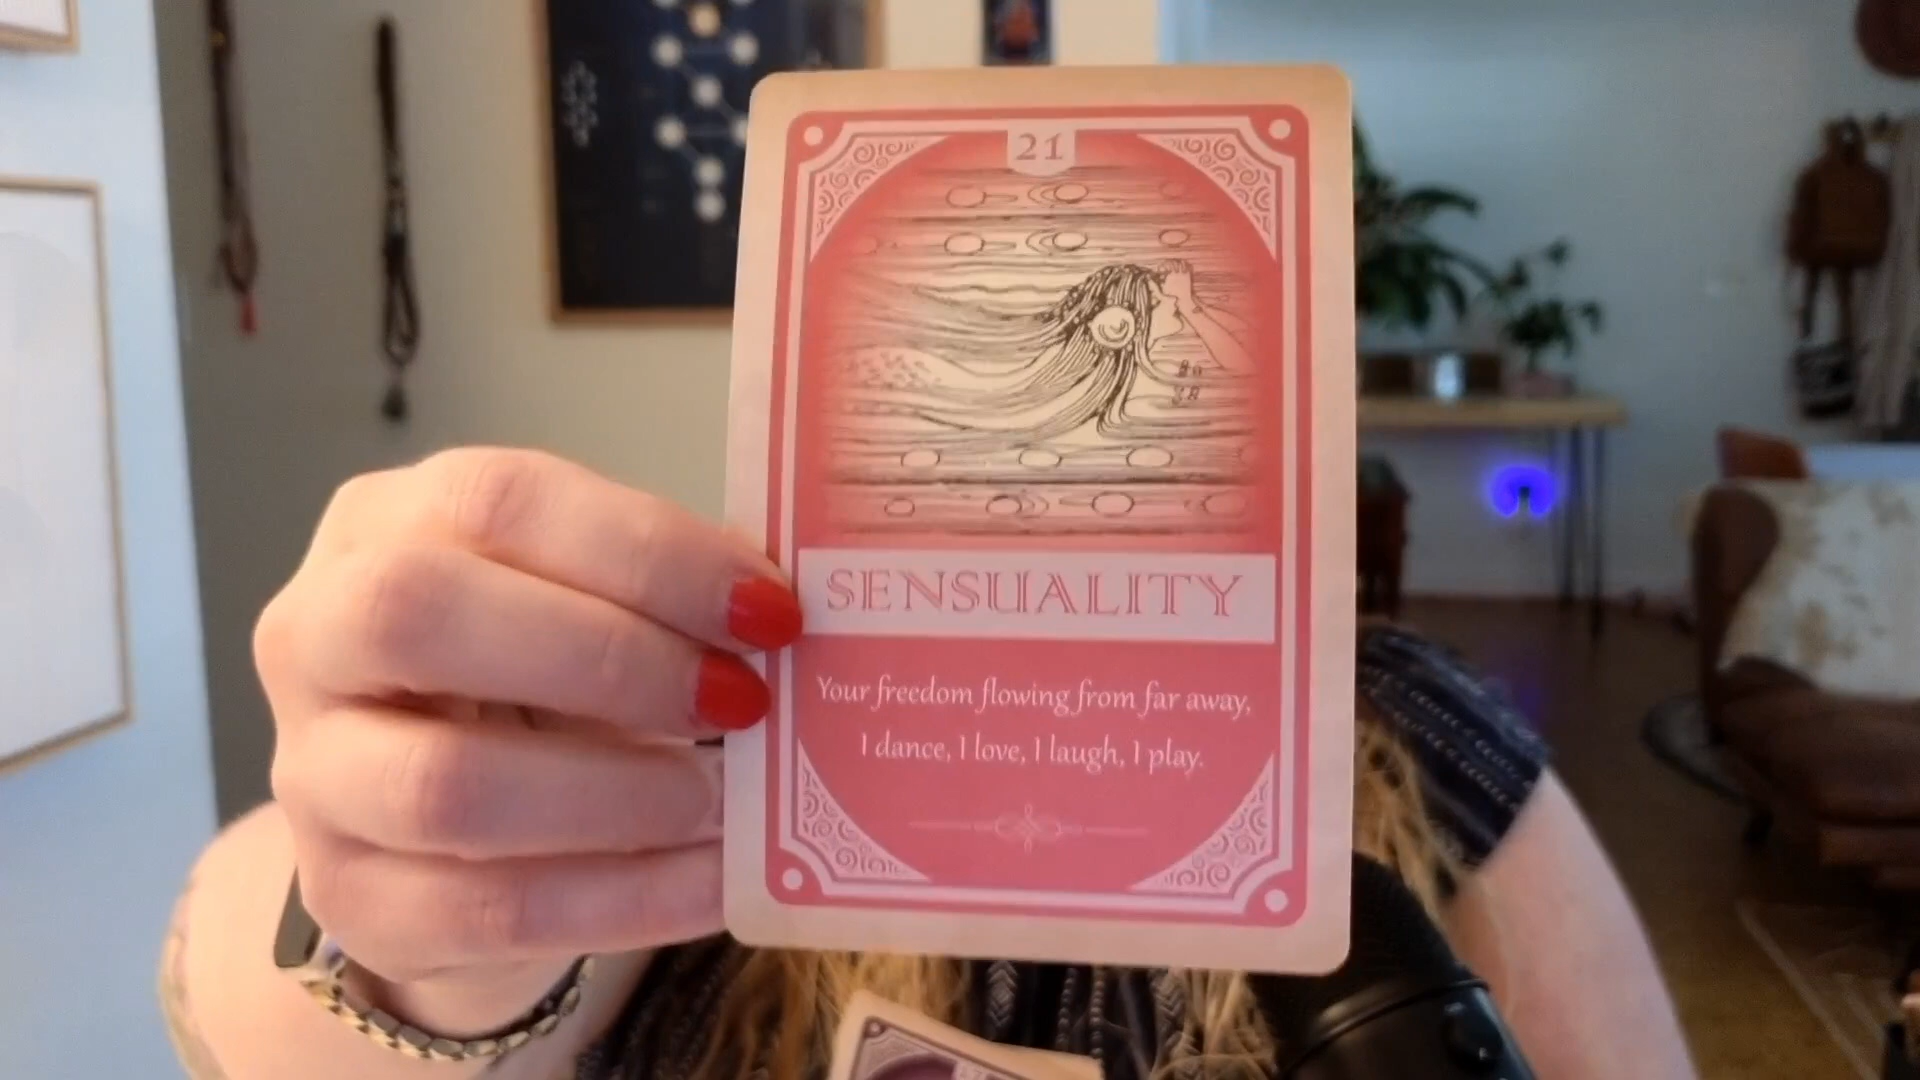 21
SENSUALITY
Your freedom flowing from far away,
I dance, I love, I laugh, I play.